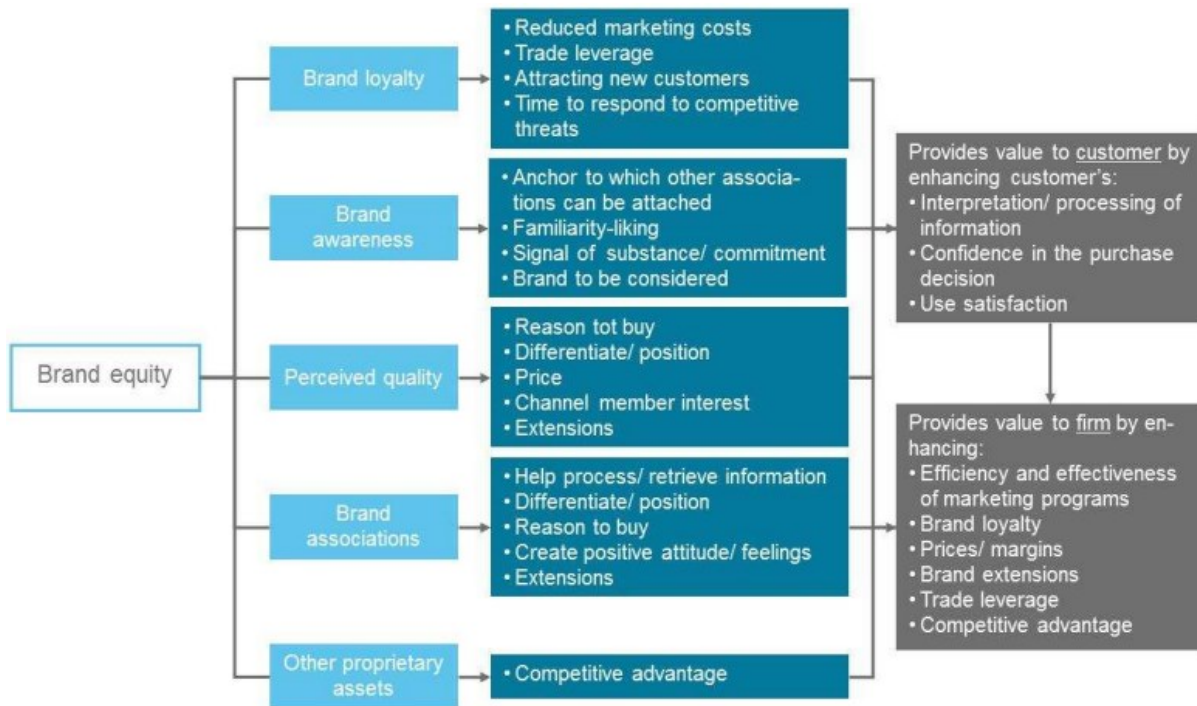 Brand equity
Brand loyalty
• Reduced marketing costs
• Trade leverage
• Attracting new customers
• Time to respond to competitive
threats
Brand
awareness
• Anchor to which other associa-
tions can be attached
• Familiarity-liking
• Signal of substance/ commitment
• Brand to be considered
Perceived quality
• Reason tot buy
• Differentiate/ position
• Price
• Channel member interest
• Extensions
Brand
associations
• Help process/ retrieve information
• Differentiate/ position
• Reason to buy
• Create positive attitude/ feelings
• Extensions
Other proprietary
assets
• Competitive advantage
Provides value to customer by
enhancing customer's:
• Interpretation/ processing of
information
• Confidence in the purchase
decision
• Use satisfaction
Provides value to firm by en-
hancing:
• Efficiency and effectiveness
of marketing programs
• Brand loyalty
• Prices/ margins
• Brand extensions
• Trade leverage
• Competitive advantage